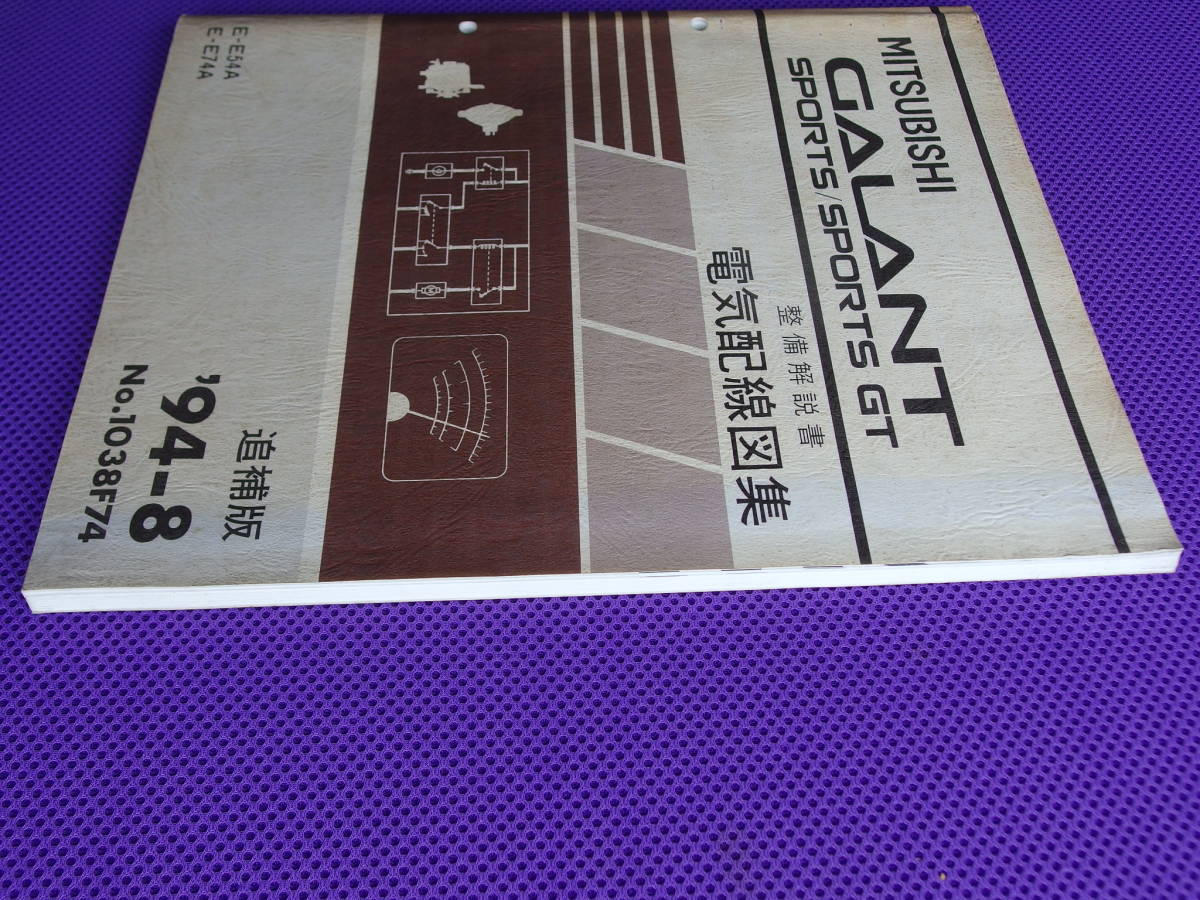 MITSUBISHI
GALANT
SPORTS/SPORTS GT
整備解説書
電気配線図集
追補版
'94-8
No.1038F74
E-E54A
E-E74A